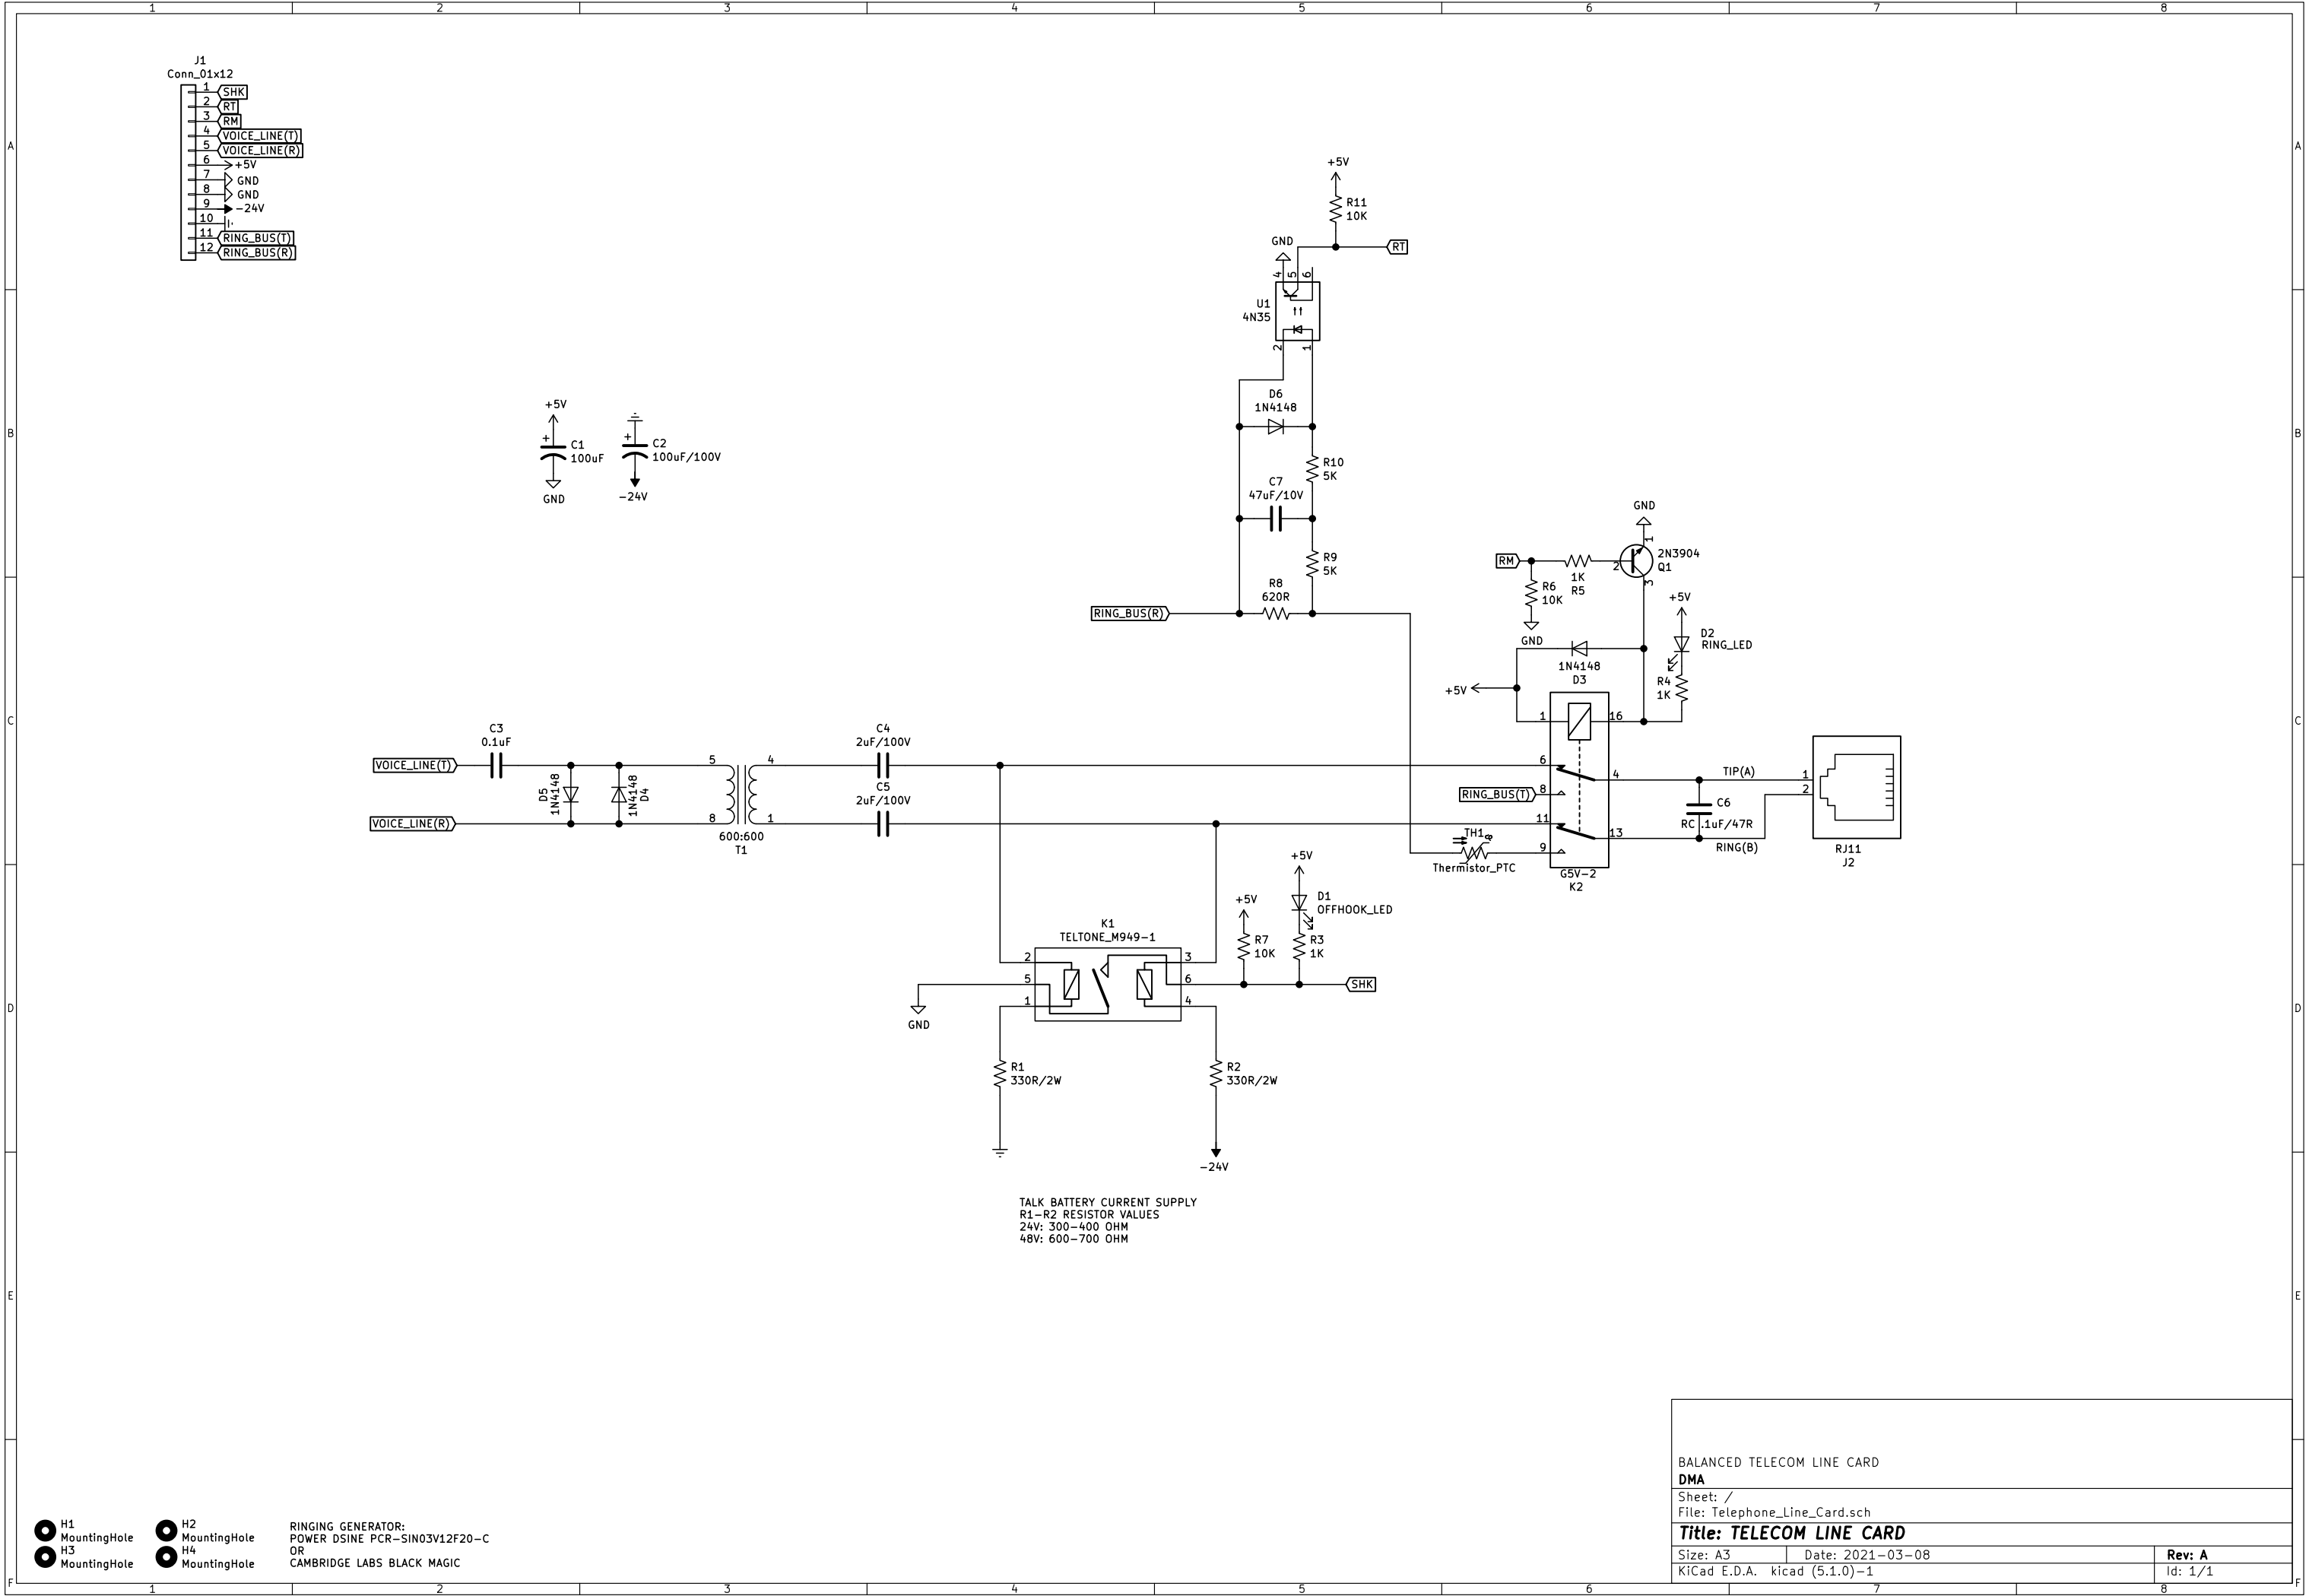 1 2 3 4 5 6 7 8
A A
B B
C C
D D
E E
F F
J1
Conn_01x12
1 SHK
2 RT
3 RM
4 VOICE_LINE(T)
5 VOICE_LINE(R)
6 +5V
7 GND
8 GND
9 -24V
10
11 RING_BUS(T)
12 RING_BUS(R)
+5V
+ C1
100uF
GND
+ C2
100uF/100V
-24V
+5V
R11
10K
GND
RT
4 5 6
U1
4N35
2 1
D6
1N4148
R10
5K
C7
47uF/10V
R9
5K
R8
620R
RING_BUS(R)
GND
1
2N3904
Q1
2
3
RM
1K
R5
R6
10K
GND
+5V
D2
RING_LED
R4
1K
1N4148
D3
+5V
1 16
6 4
RING_BUS(T) 8
11 13
9
G5V-2
K2
TH1
Thermistor_PTC
TIP(A)
C6
RC .1uF/47R
RING(B)
1
2
RJ11
J2
C3
0.1uF
VOICE_LINE(T)
VOICE_LINE(R)
D5
1N4148
1N4148
D4
5 4
8 1
600:600
T1
C4
2uF/100V
C5
2uF/100V
K1
TELTONE_M949-1
2 3
5 6
1 4
GND
+5V
R7
10K
+5V
D1
OFFHOOK_LED
R3
1K
SHK
R1
330R/2W
R2
330R/2W
-24V
TALK BATTERY CURRENT SUPPLY
R1-R2 RESISTOR VALUES
24V: 300-400 OHM
48V: 600-700 OHM
H1
MountingHole
H2
MountingHole
H3
MountingHole
H4
MountingHole
RINGING GENERATOR:
POWER DSINE PCR-SIN03V12F20-C
OR
CAMBRIDGE LABS BLACK MAGIC
BALANCED TELECOM LINE CARD
DMA
Sheet: /
File: Telephone_Line_Card.sch
Title: TELECOM LINE CARD
Size: A3 Date: 2021-03-08 Rev: A
KiCad E.D.A. kicad (5.1.0)-1 Id: 1/1
1 2 3 4 5 6 7 8